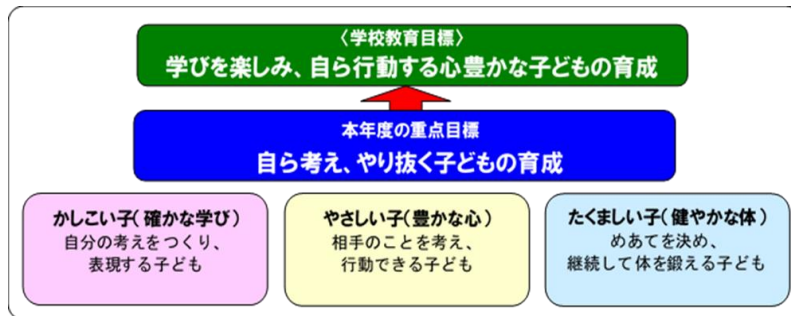 〈学校教育目標〉
学びを楽しみ、自ら行動する心豊かな子どもの育成
本年度の重点目標
自ら考え、やり抜く子どもの育成
かしこい子(確かな学び)
自分の考えをつくり、
表現する子ども
やさしい子(豊かな心)
相手のことを考え、
行動できる子ども
たくましい子(健やかな体)
めあてを決め、
継続して体を鍛える子ども